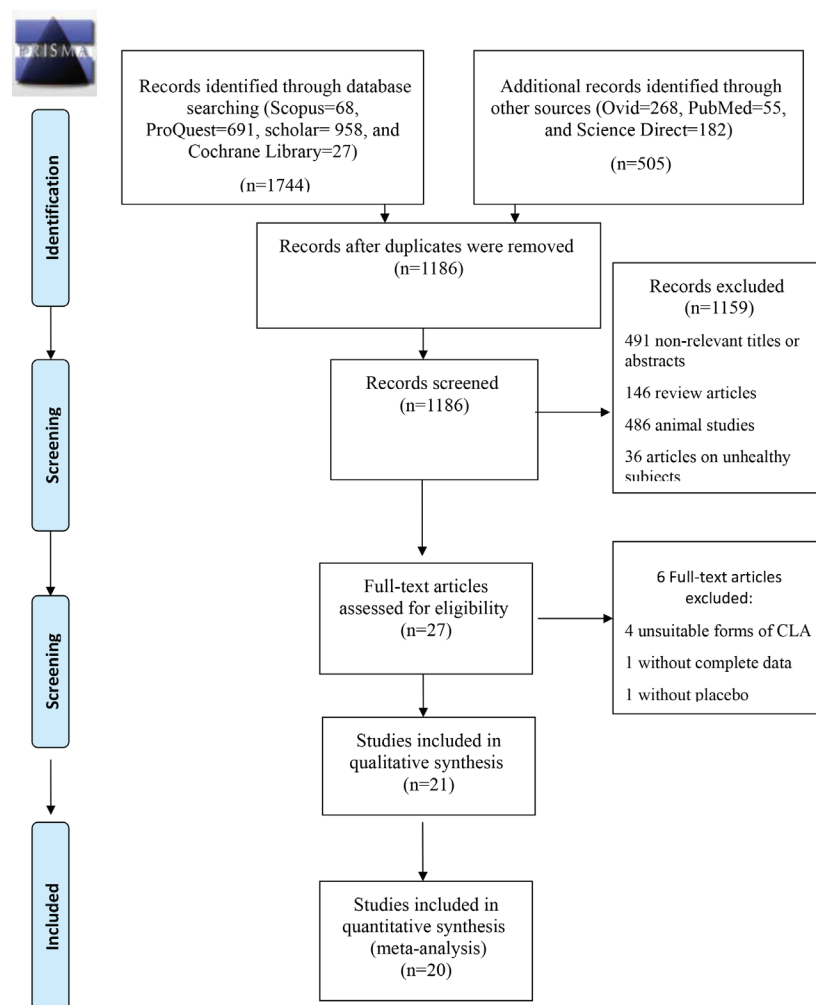 PRISMA
Records identified through database
searching (Scopus=68,
ProQuest=691, scholar= 958, and
Cochrane Library=27)
(n=1744)
Additional records identified through
other sources (Ovid=268, PubMed=55,
and Science Direct=182)
(n=505)
Identification
Records after duplicates were removed
(n=1186)
Records excluded
(n=1159)
491 non-relevant titles or
abstracts
146 review articles
486 animal studies
36 articles on unhealthy
subjects
Screening
Records screened
(n=1186)
Screening
Full-text articles
assessed for eligibility
(n=27)
6 Full-text articles
excluded:
4 unsuitable forms of CLA
1 without complete data
1 without placebo
Studies included in
qualitative synthesis
(n=21)
Included
Studies included in
quantitative synthesis
(meta-analysis)
(n=20)